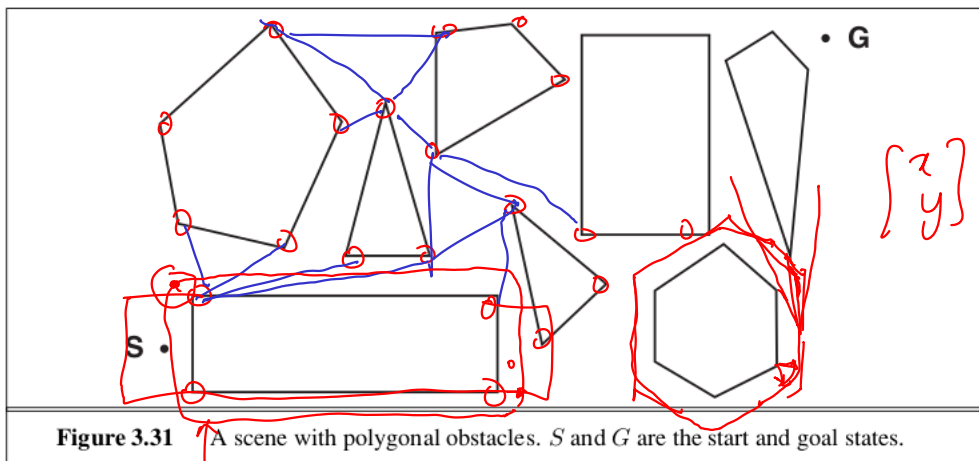 G
x
y
S
Figure 3.31 A scene with polygonal obstacles. S and G are the start and goal states.